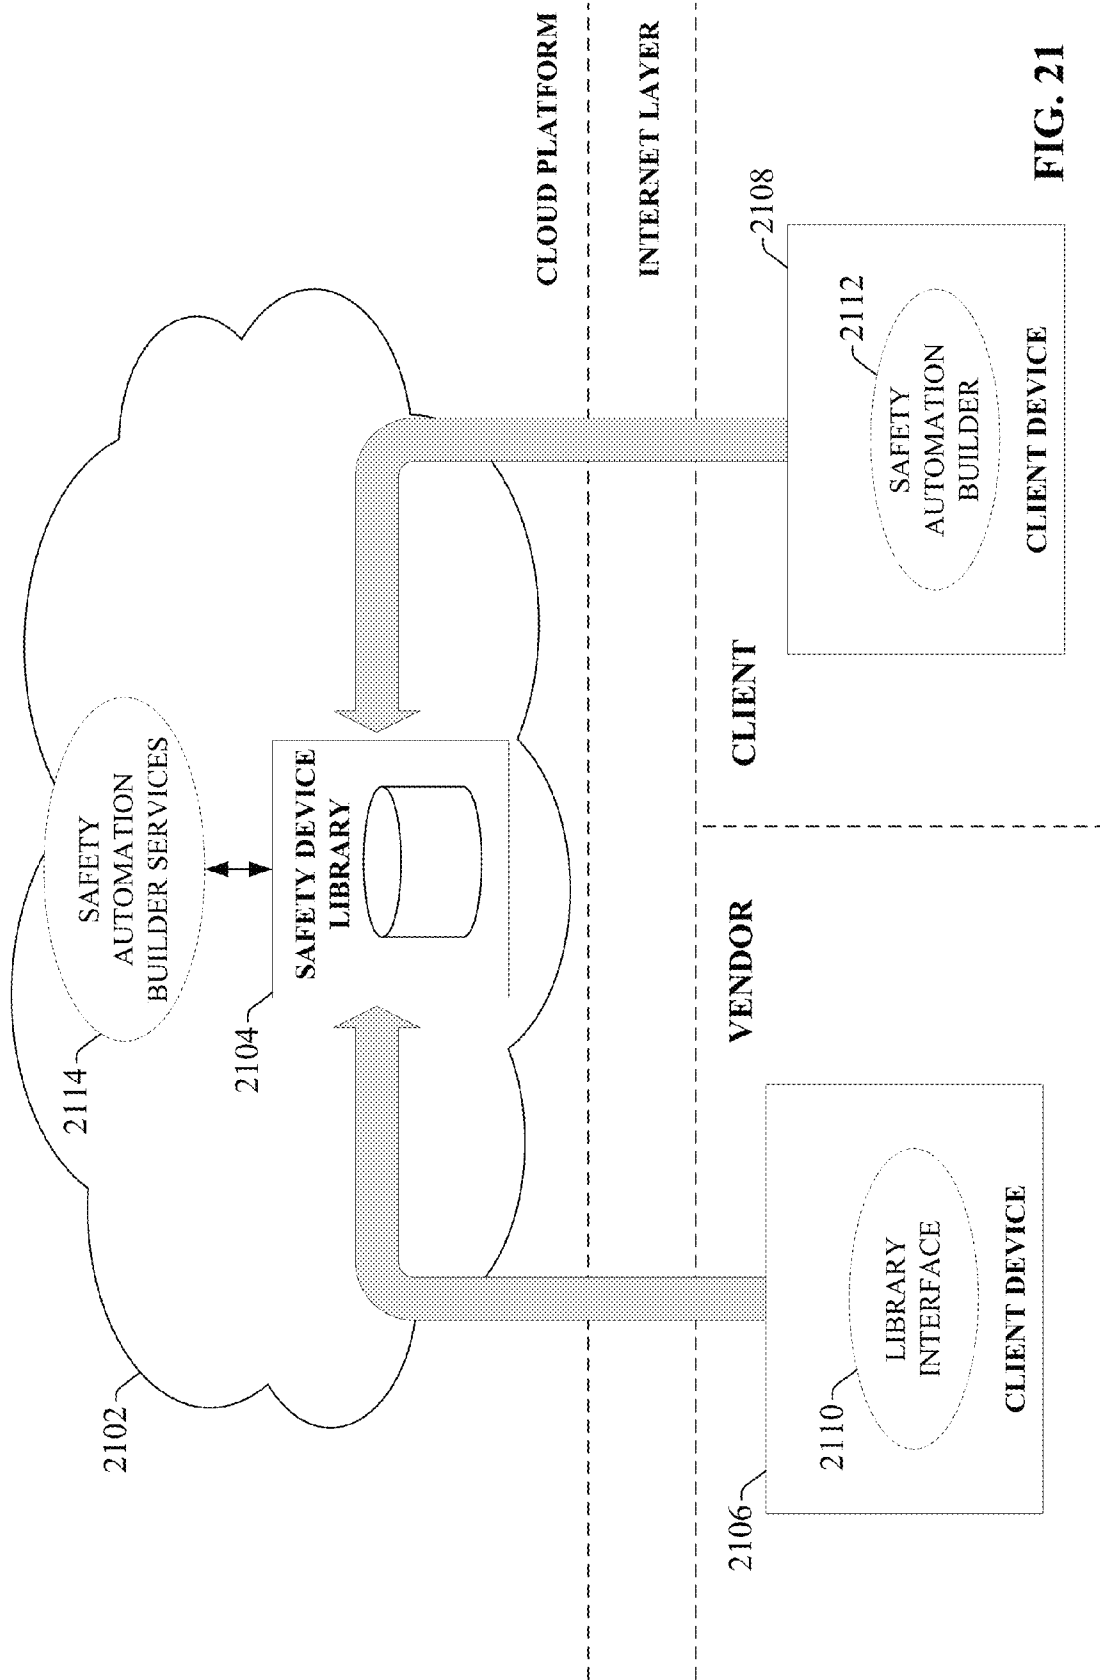 2102
2114
SAFETY
AUTOMATION
BUILDER SERVICES
2104
SAFETY DEVICE
LIBRARY
CLOUD PLATFORM
INTERNET LAYER
VENDOR
CLIENT
2106
2110
LIBRARY
INTERFACE
CLIENT DEVICE
2108
2112
SAFETY
AUTOMATION
BUILDER
CLIENT DEVICE
FIG. 21